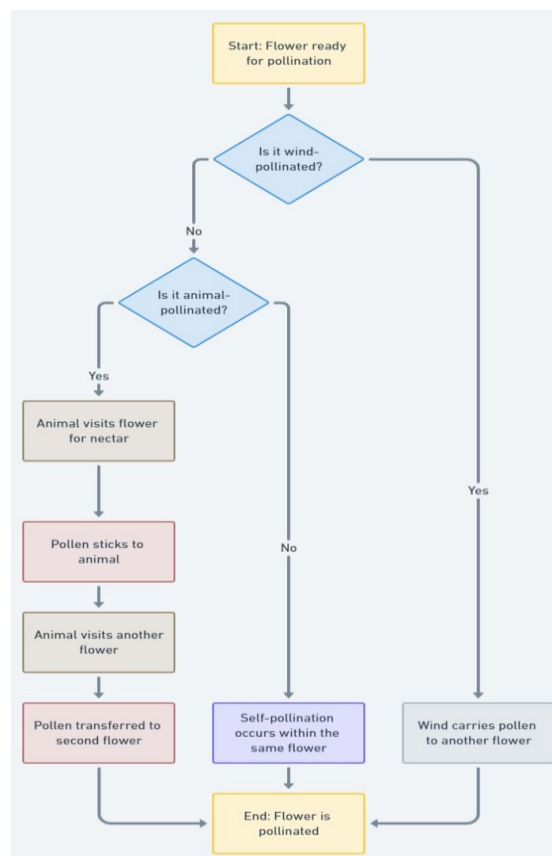 Start: Flower ready
for pollination
Is it wind-
pollinated?
No
Is it animal-
pollinated?
Yes
Animal visits flower
for nectar
Yes
Pollen sticks to
animal
No
Animal visits another
flower
Pollen transferred to
second flower
Self-pollination
occurs within the
same flower
Wind carries pollen
to another flower
End: Flower is
pollinated